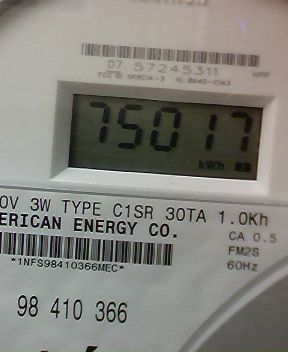 07 57245311
KPP
75017
kWh
0V 3W TYPE C1SR 30TA 1.0Kh
ERICAN ENERGY CO.
CA 0.5
FM2S
*1NFS98410366MEC*
60Hz
98 410 366